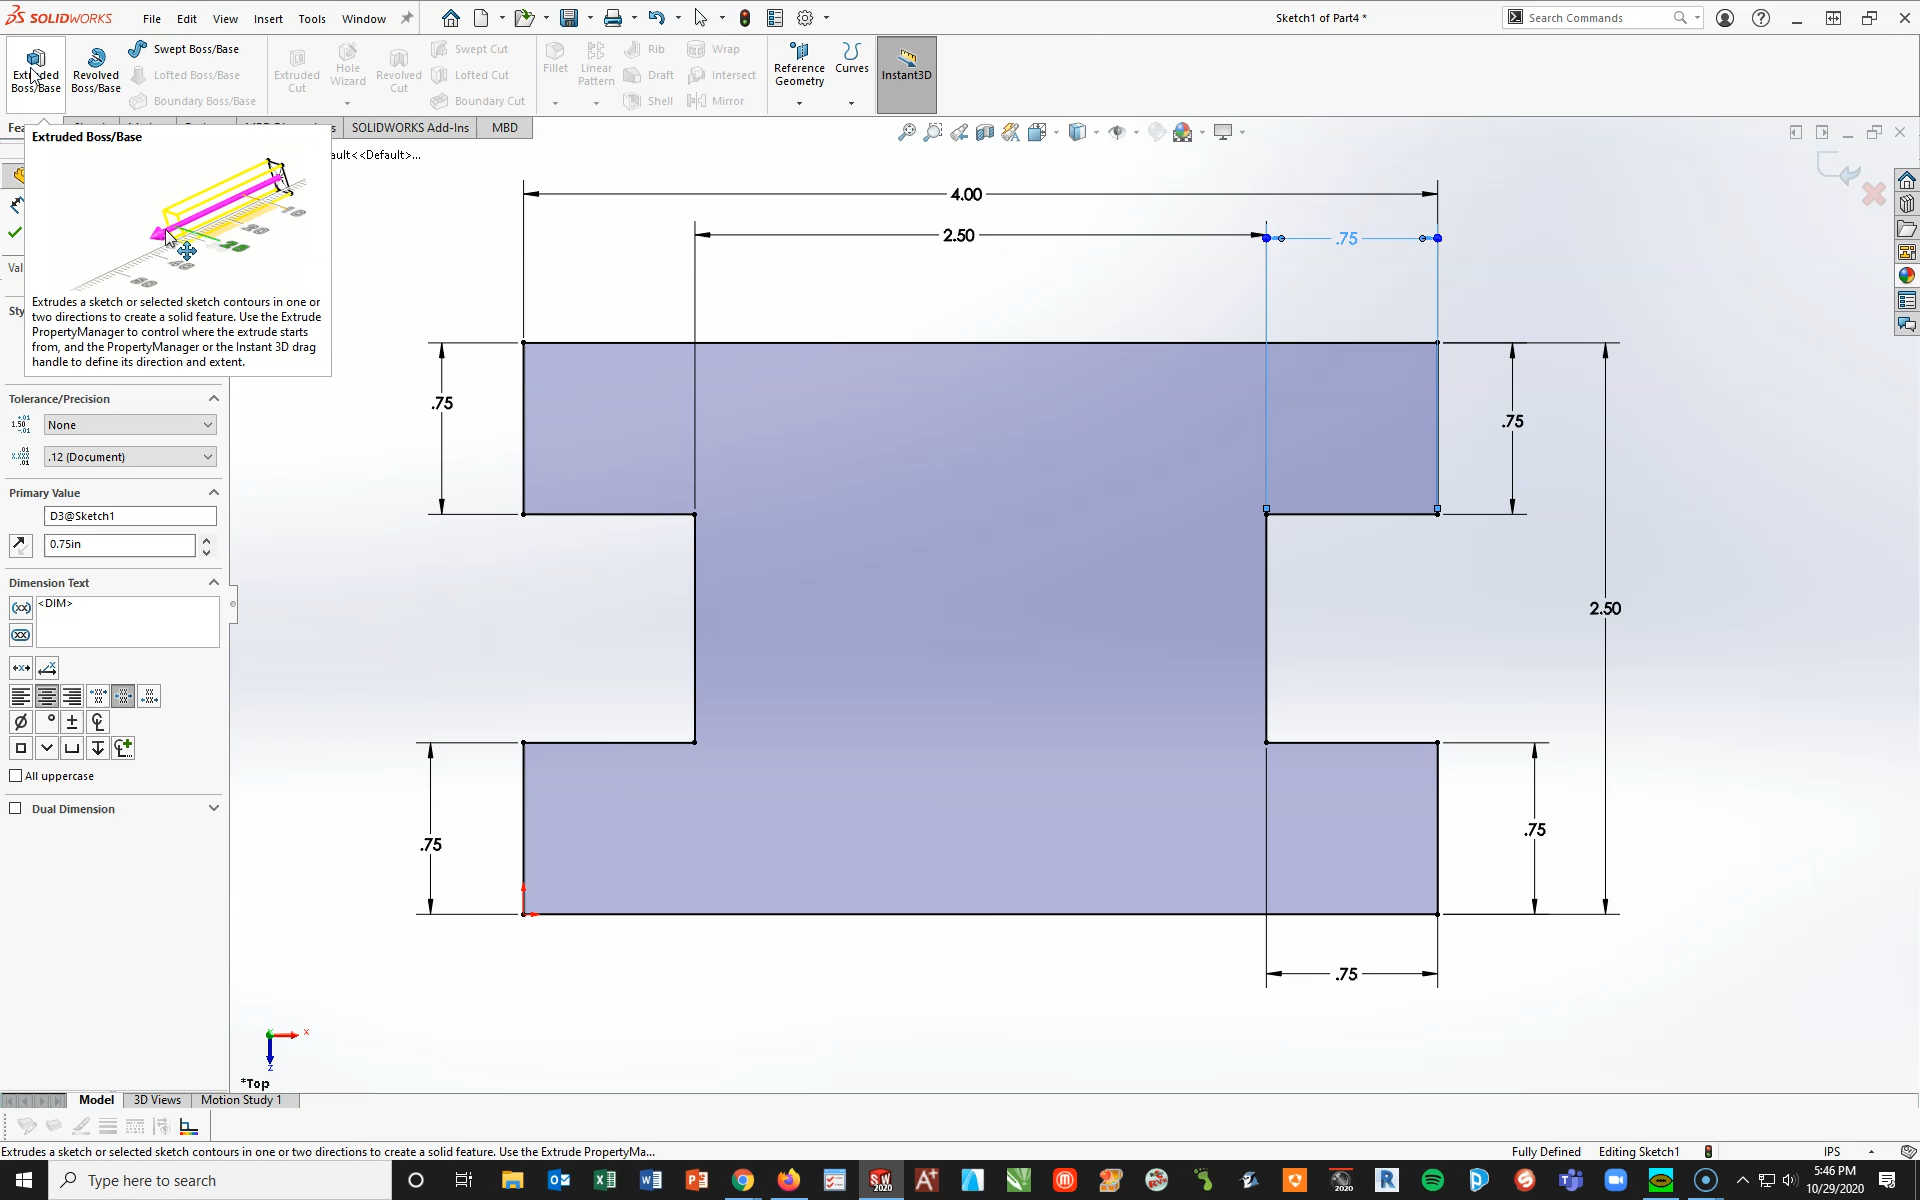 SOLIDWORKS File Edit View Insert Tools Window Sketch1 of Part4 * Search Commands
Extruded Boss/Base
Revolved Boss/Base
Swept Boss/Base
Lofted Boss/Base
Boundary Boss/Base
Extruded Cut
Hole Wizard
Revolved Cut
Swept Cut
Lofted Cut
Boundary Cut
Fillet
Linear Pattern
Rib
Draft
Shell
Wrap
Intersect
Mirror
Reference Geometry
Curves
Instant3D
SOLIDWORKS Add-Ins MBD
Extruded Boss/Base
ault<<Default>...
Extrudes a sketch or selected sketch contours in one or
two directions to create a solid feature. Use the Extrude
PropertyManager to control where the extrude starts
from, and the PropertyManager or the Instant 3D drag
handle to define its direction and extent.
4.00
2.50
.75
.75
.75
2.50
.75
.75
.75
Tolerance/Precision
None
.12 (Document)
Primary Value
D3@Sketch1
0.75in
Dimension Text
<DIM>
All uppercase
Dual Dimension
X
Z
*Top
Model 3D Views Motion Study 1
Extrudes a sketch or selected sketch contours in one or two directions to create a solid feature. Use the Extrude PropertyMa...
Fully Defined Editing Sketch1 IPS
Type here to search
5:46 PM
10/29/2020